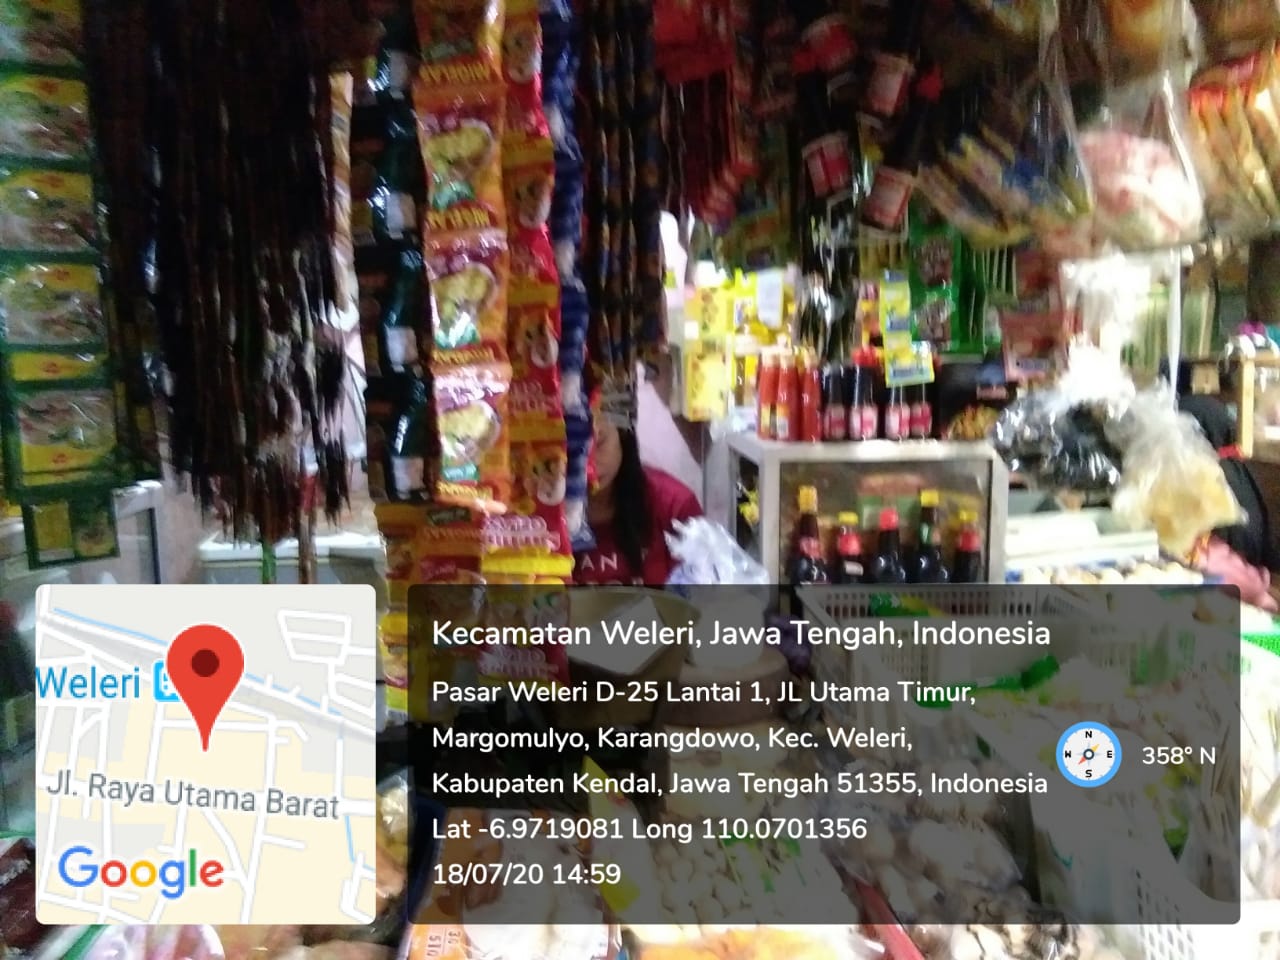 AN
Weleri
Jl. Raya Utama Barat
Google
Kecamatan Weleri, Jawa Tengah, Indonesia
Pasar Weleri D-25 Lantai 1, JL Utama Timur,
Margomulyo, Karangdowo, Kec. Weleri,
Kabupaten Kendal, Jawa Tengah 51355, Indonesia
Lat -6.9719081 Long 110.0701356
18/07/20 14:59
N
W E
S
358° N